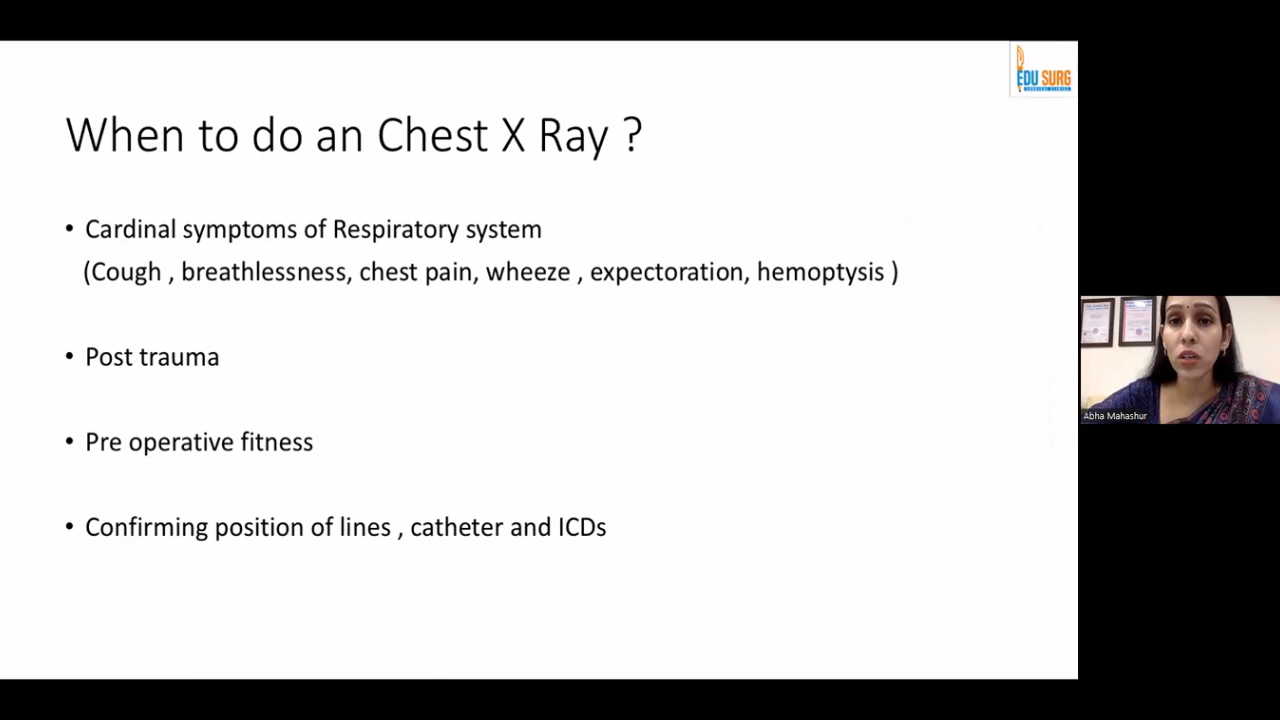 EDU SURG
When to do an Chest X Ray ?
• Cardinal symptoms of Respiratory system
(Cough , breathlessness, chest pain, wheeze , expectoration, hemoptysis )
• Post trauma
• Pre operative fitness
• Confirming position of lines , catheter and ICDs
Abha Mahashur